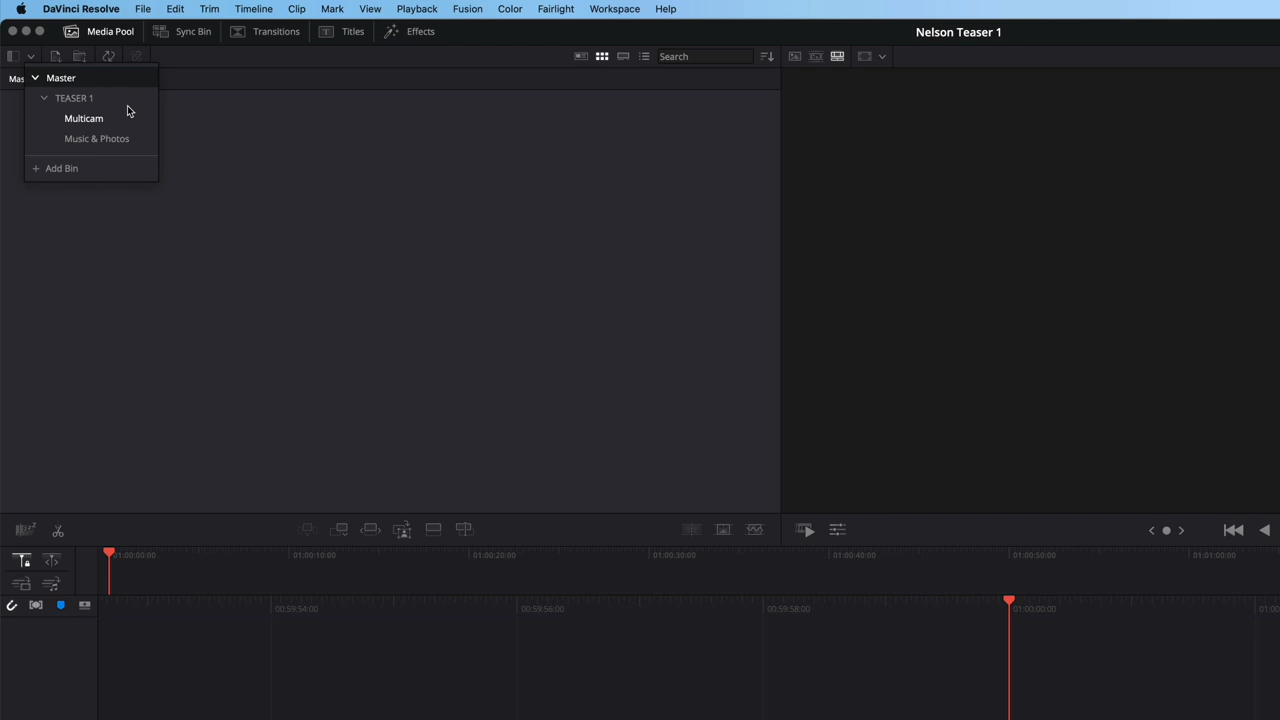 DaVinci Resolve File Edit Trim Timeline Clip Mark View Playback Fusion Color Fairlight Workspace Help
Media Pool Sync Bin Transitions Titles Effects Nelson Teaser 1
Search
Mas
Master
TEASER 1
Multicam
Music & Photos
+ Add Bin
01:00:00:00 01:00:10:00 01:00:20:00 01:00:30:00 01:00:40:00 01:00:50:00 01:01:00:00
00:59:54:00 00:59:56:00 00:59:58:00 01:00:00:00 01:00